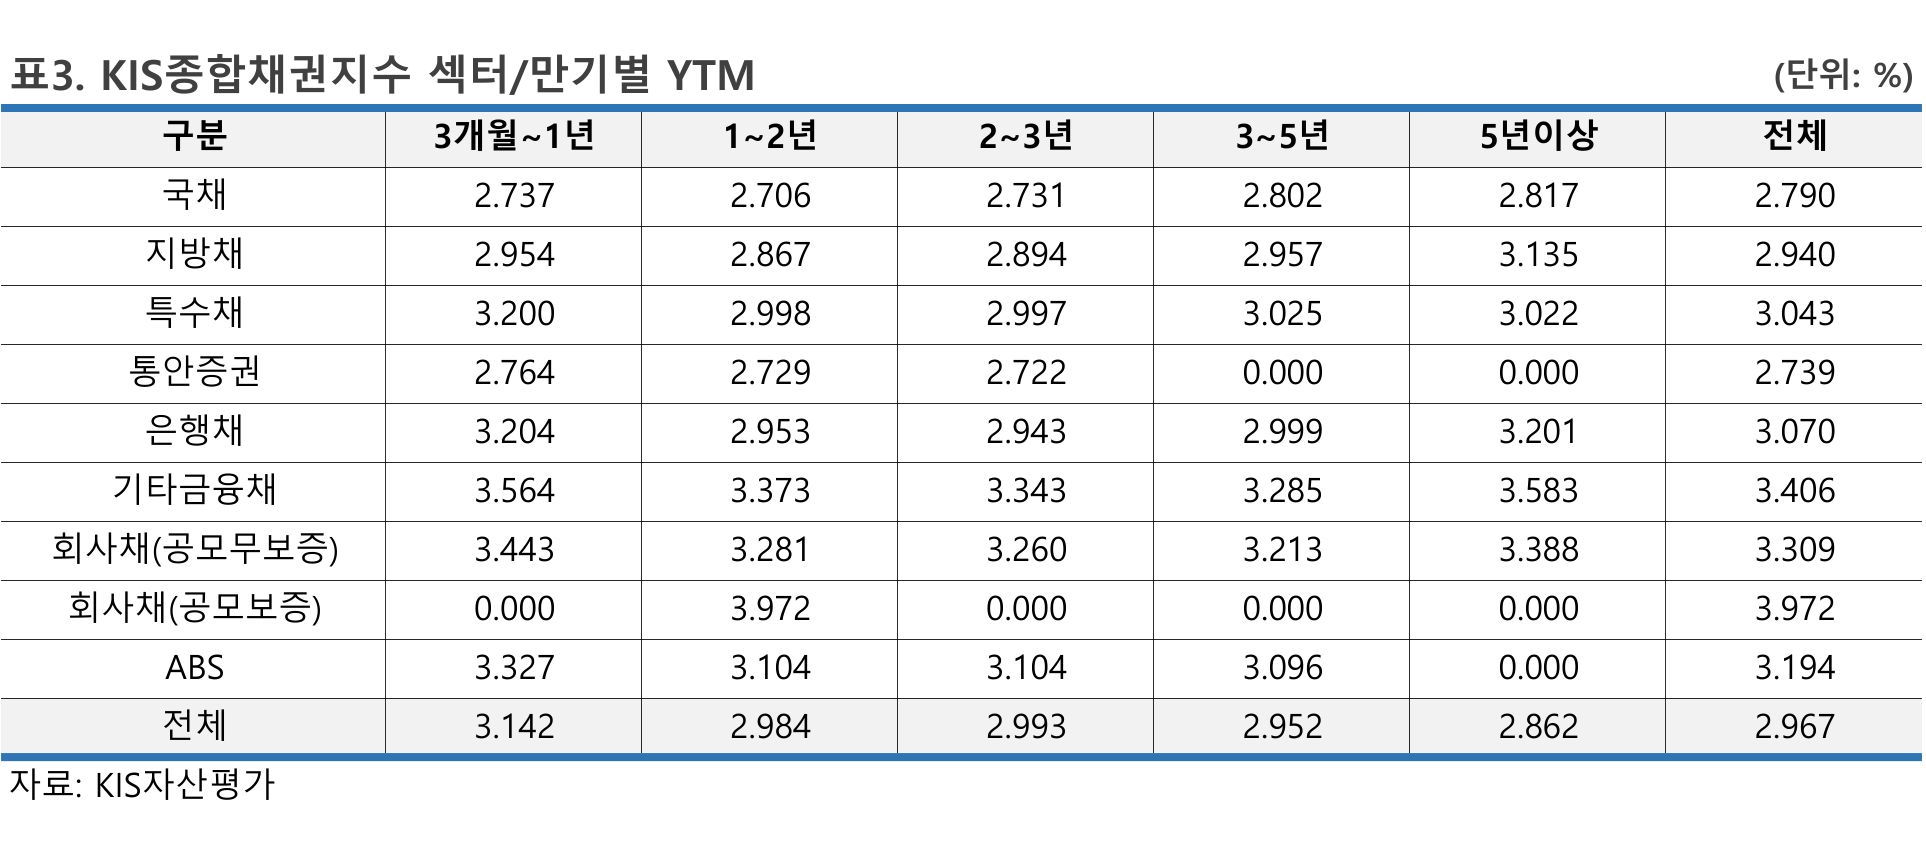 표3. KIS종합채권지수 섹터/만기별 YTM (단위: %)
구분 3개월~1년 1~2년 2~3년 3~5년 5년이상 전체
국채 2.737 2.706 2.731 2.802 2.817 2.790
지방채 2.954 2.867 2.894 2.957 3.135 2.940
특수채 3.200 2.998 2.997 3.025 3.022 3.043
통안증권 2.764 2.729 2.722 0.000 0.000 2.739
은행채 3.204 2.953 2.943 2.999 3.201 3.070
기타금융채 3.564 3.373 3.343 3.285 3.583 3.406
회사채(공모무보증) 3.443 3.281 3.260 3.213 3.388 3.309
회사채(공모보증) 0.000 3.972 0.000 0.000 0.000 3.972
ABS 3.327 3.104 3.104 3.096 0.000 3.194
전체 3.142 2.984 2.993 2.952 2.862 2.967
자료: KIS자산평가